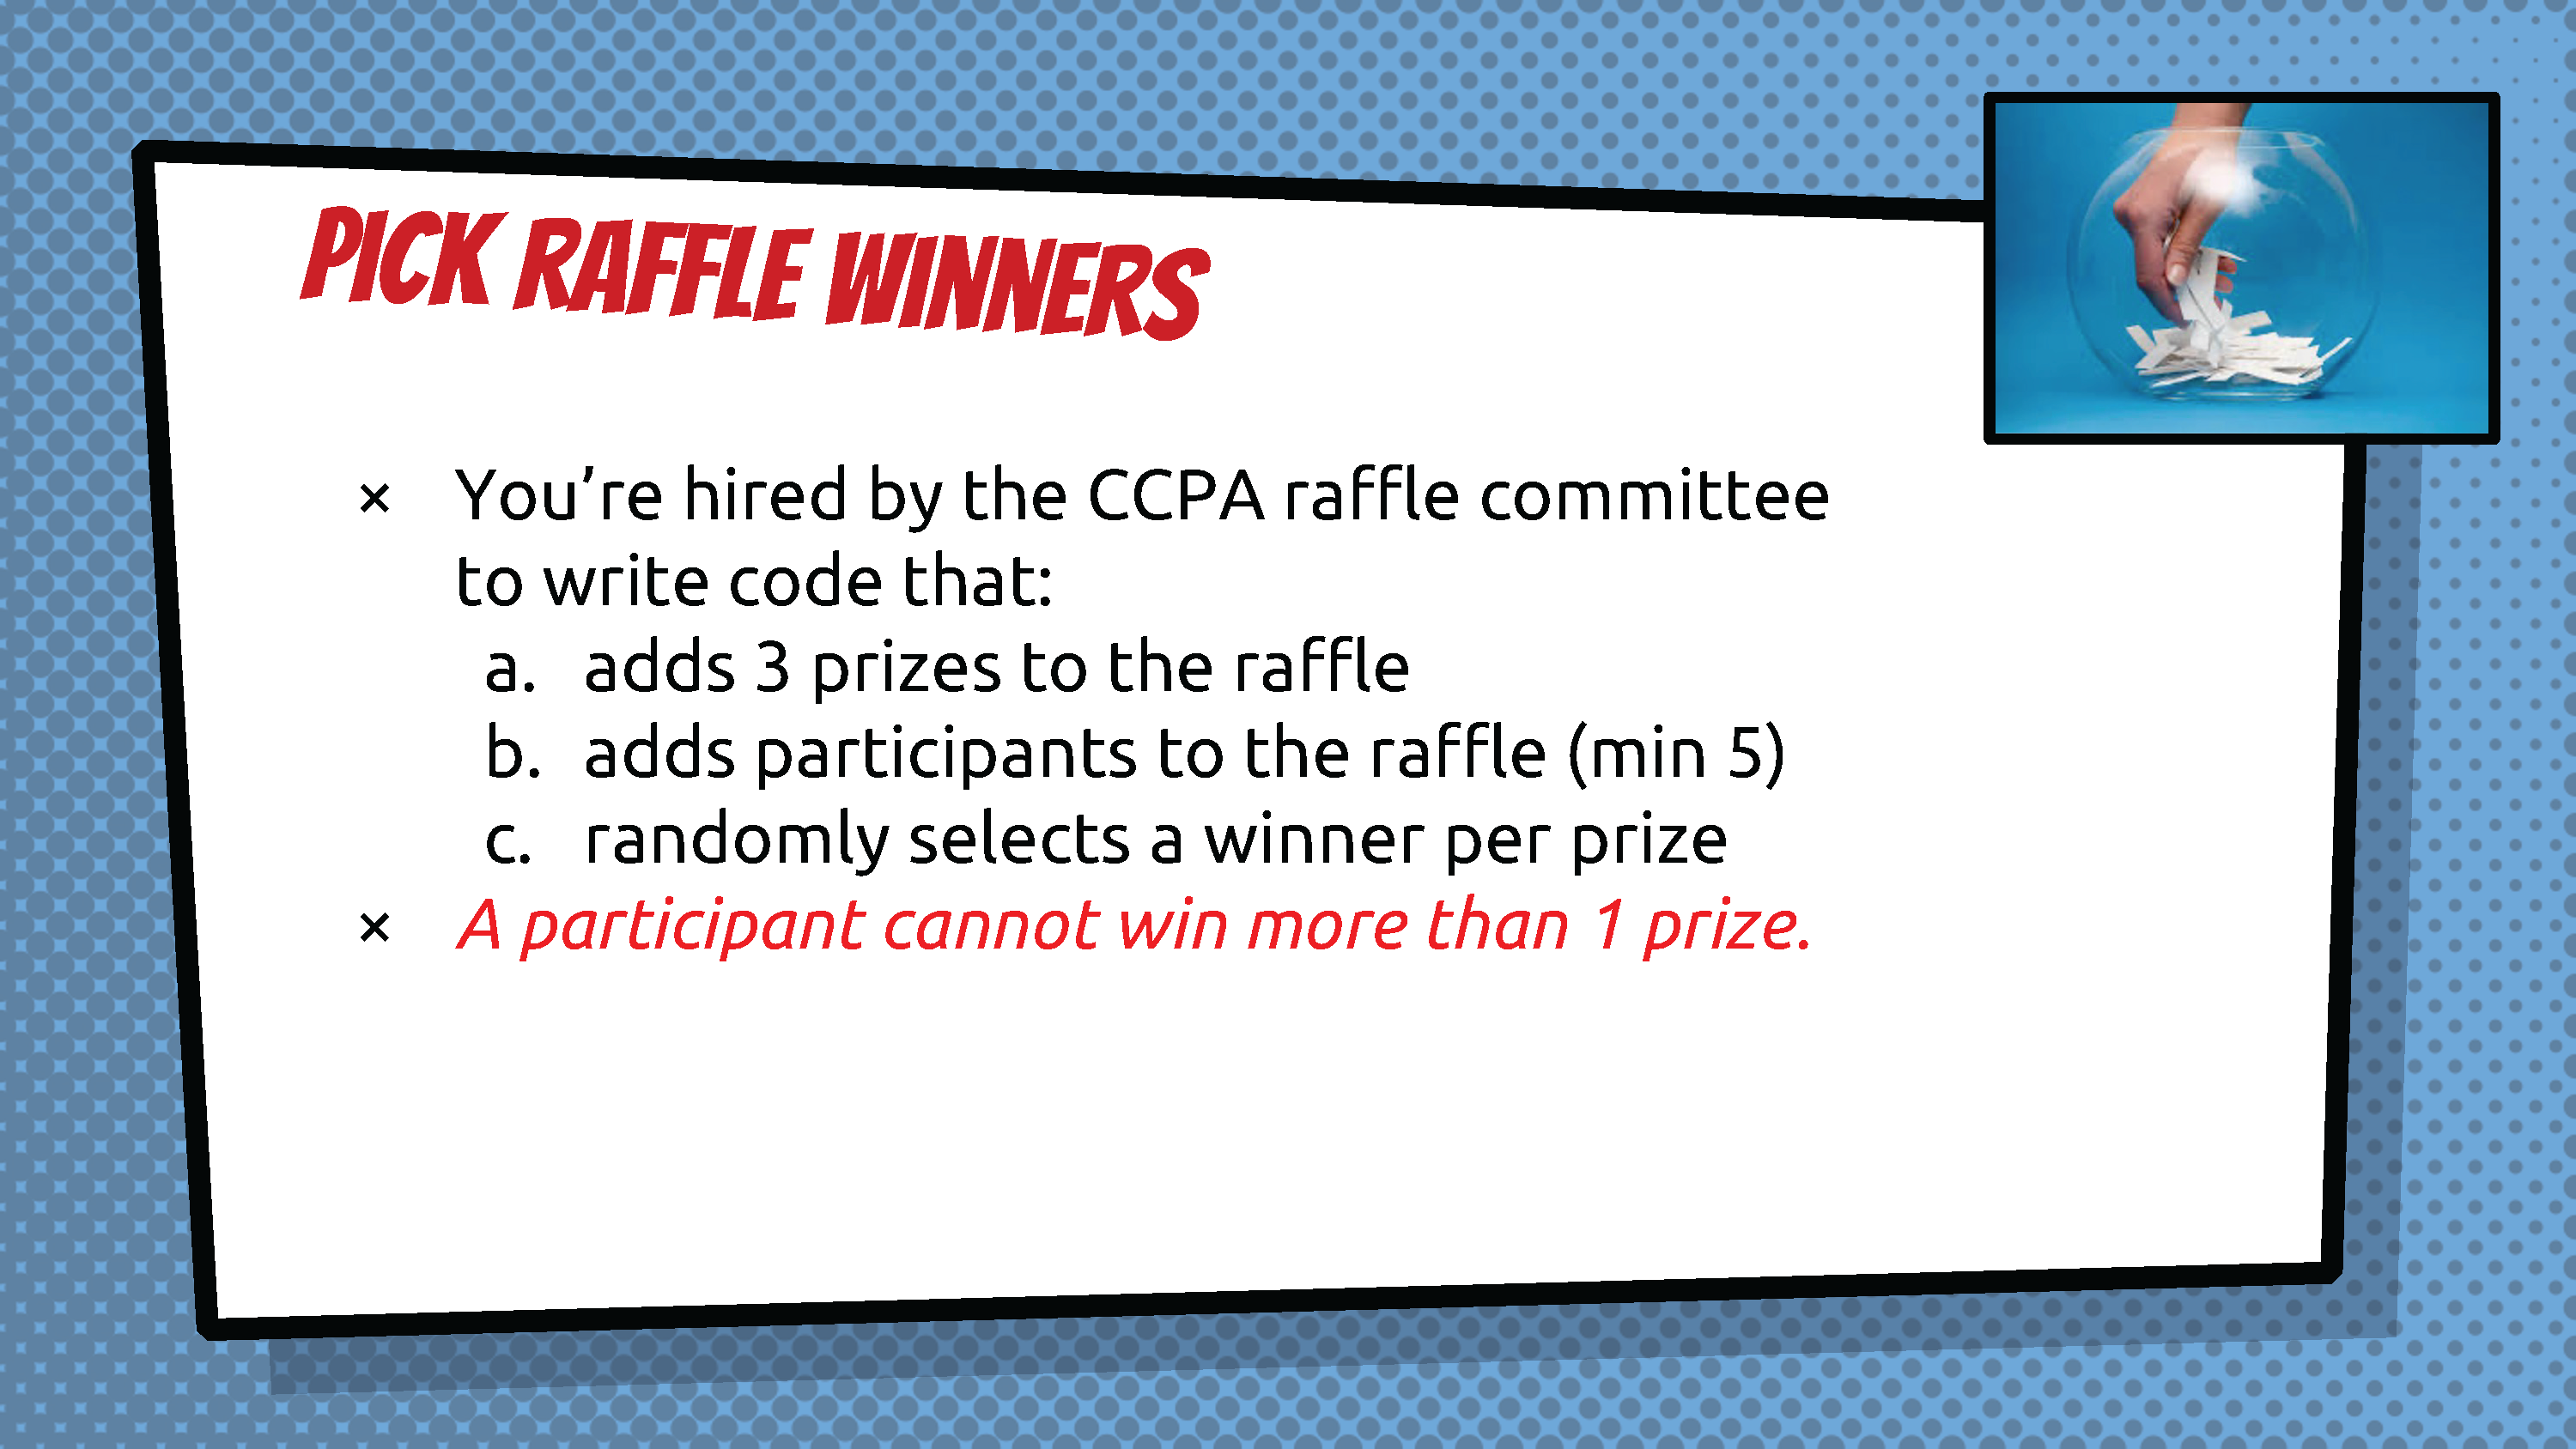 PICK RAFFLE WINNERS
× You’re hired by the CCPA raffle committee
to write code that:
a. adds 3 prizes to the raffle
b. adds participants to the raffle (min 5)
c. randomly selects a winner per prize
× A participant cannot win more than 1 prize.